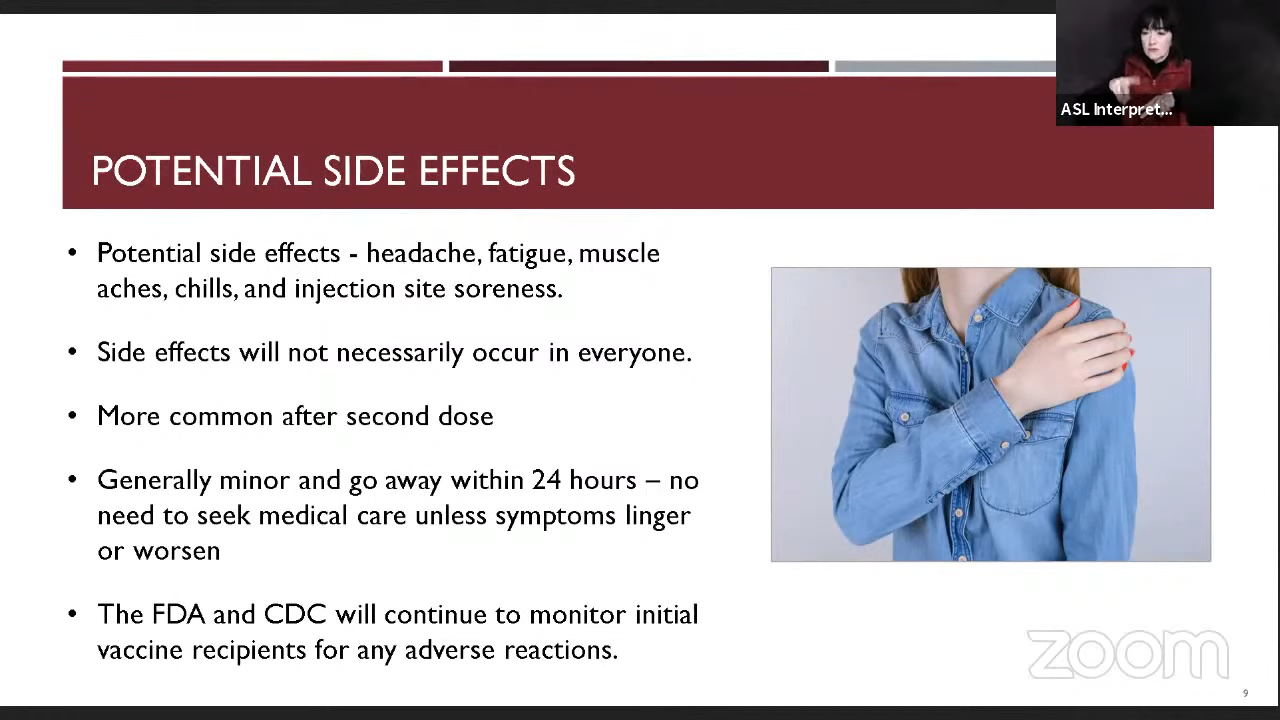 ASL Interpret...
POTENTIAL SIDE EFFECTS
• Potential side effects - headache, fatigue, muscle
aches, chills, and injection site soreness.
• Side effects will not necessarily occur in everyone.
• More common after second dose
• Generally minor and go away within 24 hours – no
need to seek medical care unless symptoms linger
or worsen
• The FDA and CDC will continue to monitor initial
vaccine recipients for any adverse reactions.
zoom
9